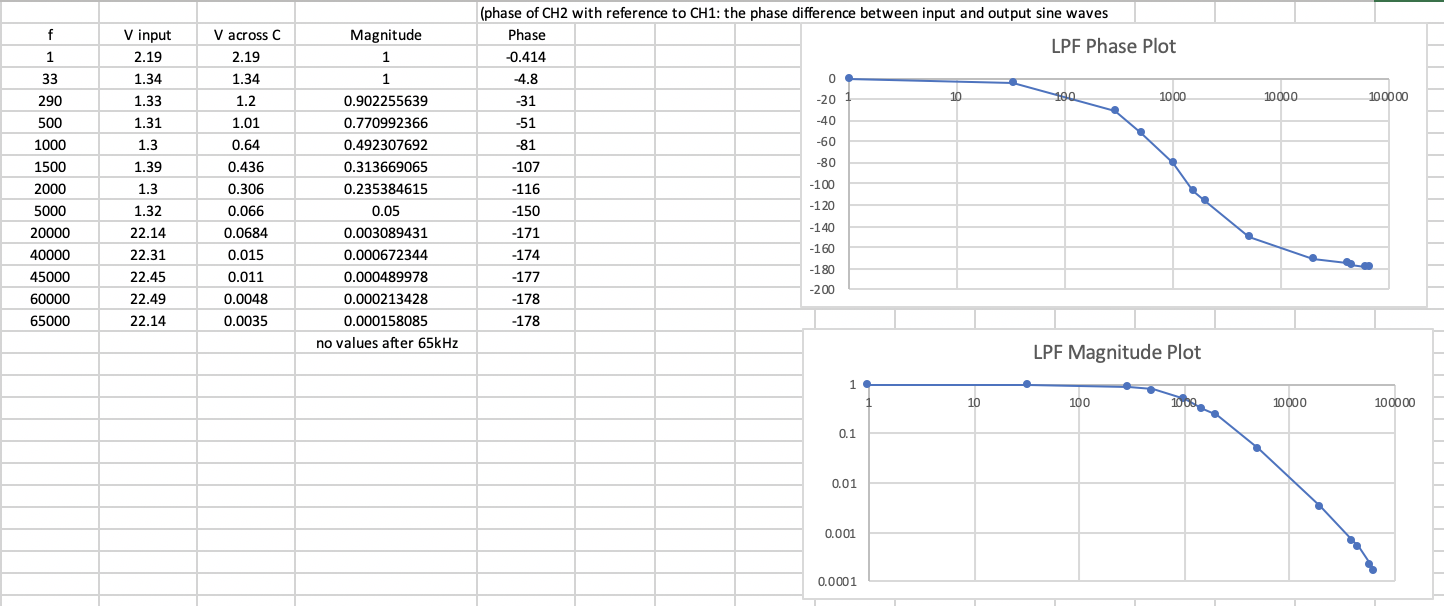 (phase of CH2 with reference to CH1: the phase difference between input and output sine waves
f V input V across C Magnitude Phase
1 2.19 2.19 1 -0.414
33 1.34 1.34 1 -4.8
290 1.33 1.2 0.902255639 -31
500 1.31 1.01 0.770992366 -51
1000 1.3 0.64 0.492307692 -81
1500 1.39 0.436 0.313669065 -107
2000 1.3 0.306 0.235384615 -116
5000 1.32 0.066 0.05 -150
20000 22.14 0.0684 0.003089431 -171
40000 22.31 0.015 0.000672344 -174
45000 22.45 0.011 0.000489978 -177
60000 22.49 0.0048 0.000213428 -178
65000 22.14 0.0035 0.000158085 -178
no values after 65kHz
LPF Phase Plot
0
1 10 100 1000 10000 100000
-20
-40
-60
-80
-100
-120
-140
-160
-180
-200
LPF Magnitude Plot
1
1 10 100 1000 10000 100000
0.1
0.01
0.001
0.0001